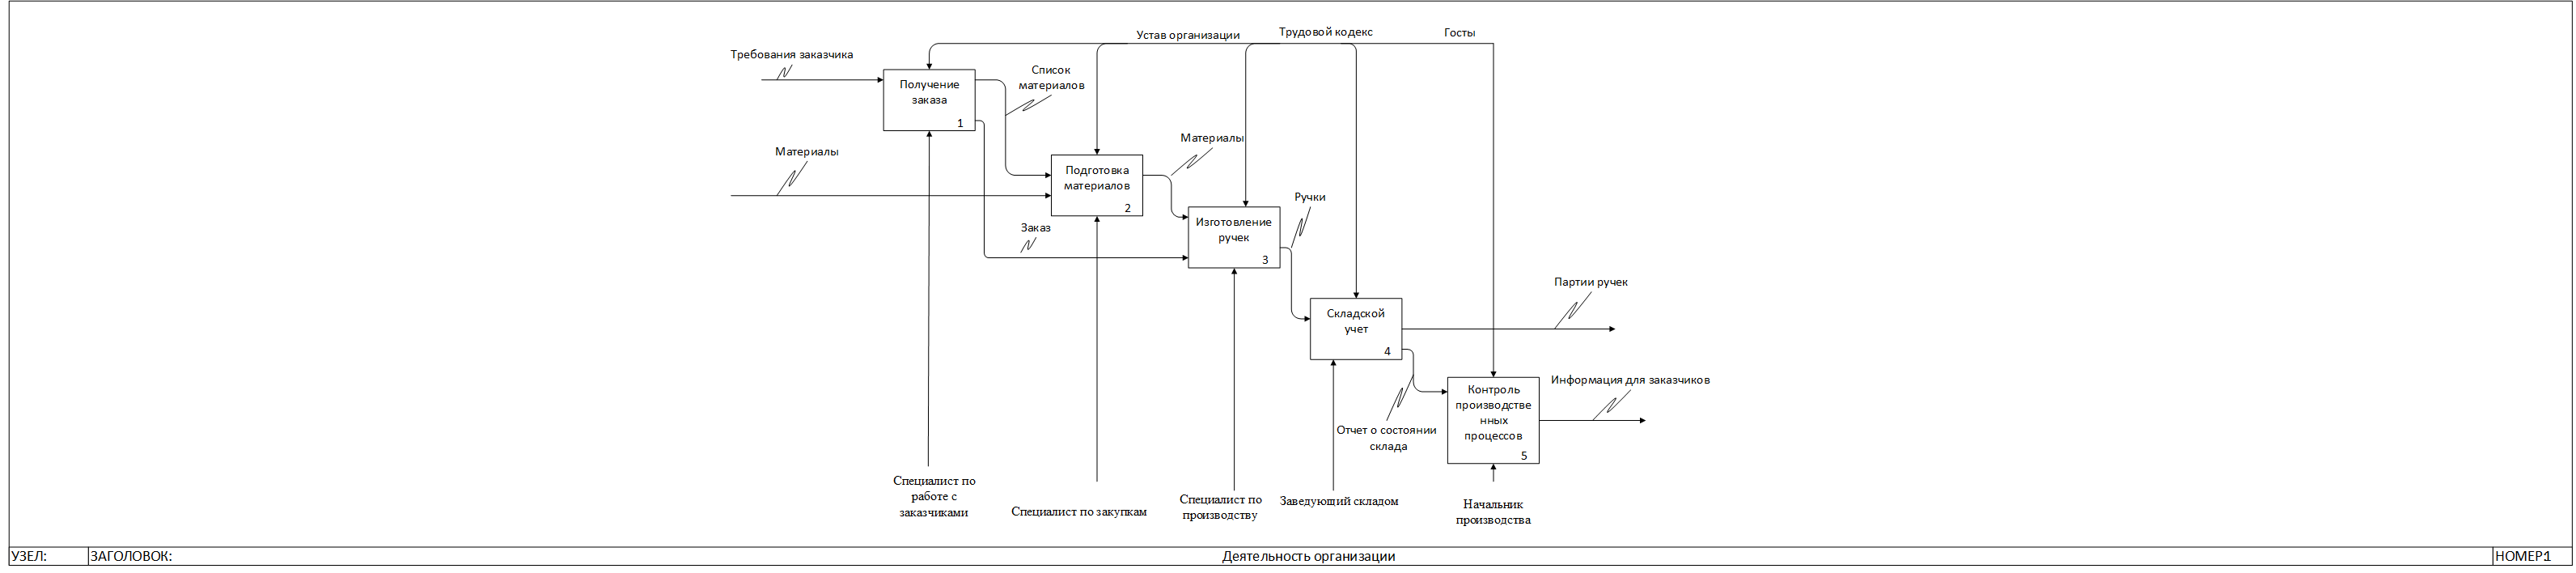 Устав организации
Трудовой кодекс
Госты
Требования заказчика
Список
материалов
Получение
заказа
1
Материалы
Материалы
Подготовка
материалов
2
Ручки
Заказ
Изготовление
ручек
3
Партии ручек
Складской
учет
4
Информация для заказчиков
Контроль
производстве
нных
процессов
5
Отчет о состоянии
склада
Специалист по
работе с
заказчиками
Специалист по закупкам
Специалист по
производству
Заведующий складом
Начальник
производства
УЗЕЛ:
ЗАГОЛОВОК:
Деятельность организации
НОМЕР:1